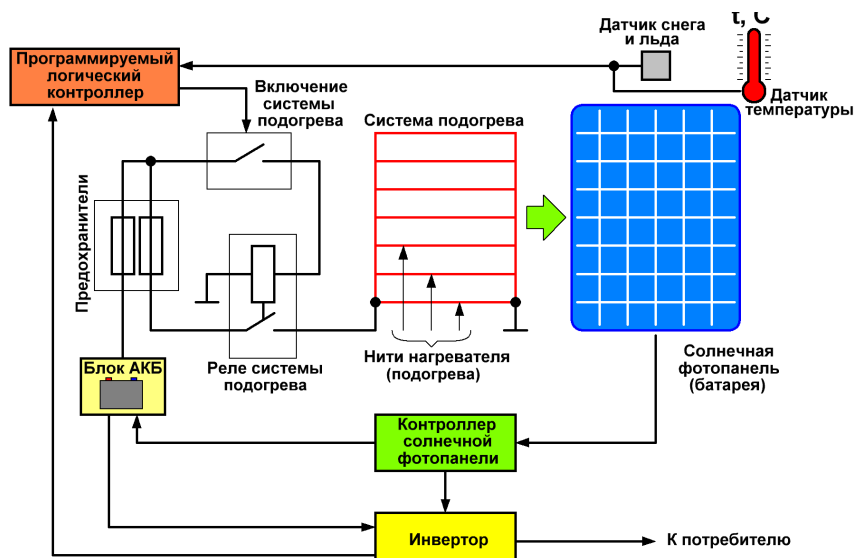 t, C
Датчик снега
и льда
Программируемый
логический
контроллер
Включение
системы
подогрева
Система подогрева
Датчик
температуры
Предохранители
Блок АКБ
Реле системы
подогрева
Нити нагревателя
(подогрева)
Солнечная
фотопанель
(батарея)
Контроллер
солнечной
фотопанели
Инвертор
К потребителю